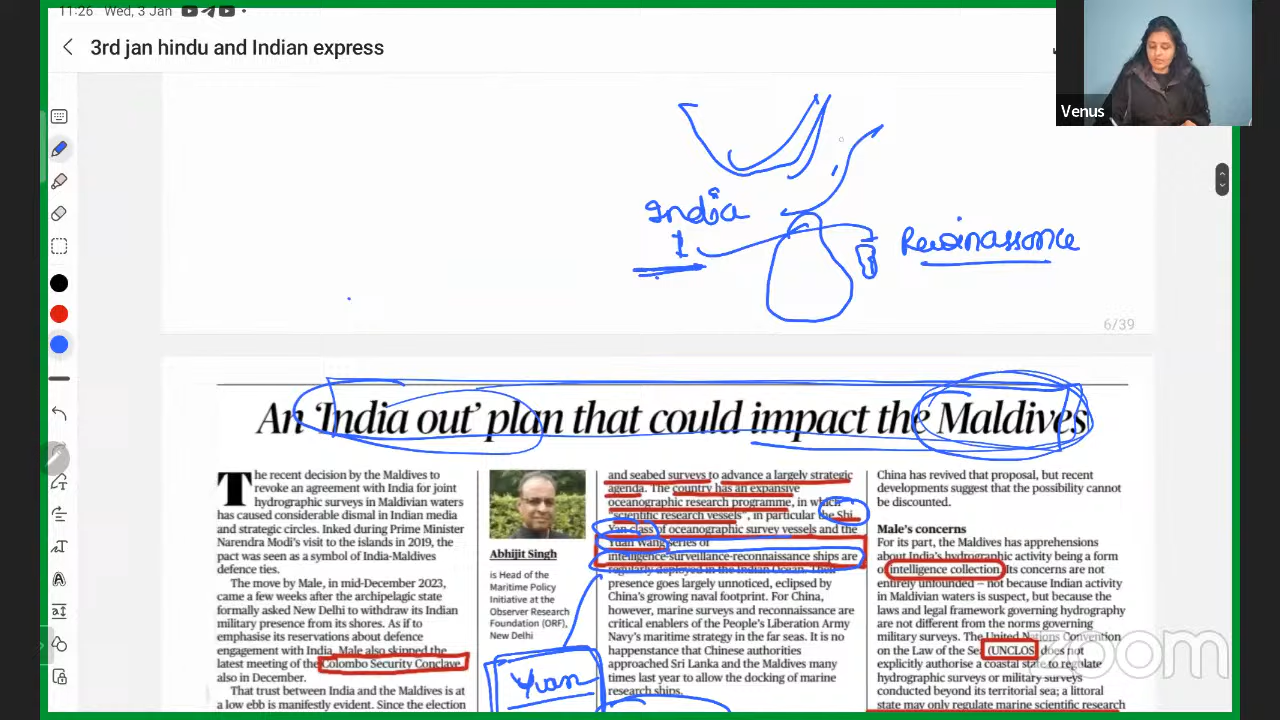 11:26 Wed, 3 Jan
3rd jan hindu and Indian express
Venus
India
1
Reconinassonce
6/39
An 'India out' plan that could impact the Maldives
The recent decision by the Maldives to
revoke an agreement with India for joint
hydrographic surveys in Maldivian waters
has caused considerable dismal in Indian media
and strategic circles. Inked during Prime Minister
Narendra Modi's visit to the islands in 2019, the
pact was seen as a symbol of India-Maldives
defence ties.
The move by Male, in mid-December 2023,
came a few weeks after the archipelagic state
formally asked New Delhi to withdraw its Indian
military presence from its shores. As if to
emphasise its reservations about defence
engagement with India, Male also skipped the
latest meeting of the Colombo Security Conclave,
also in December.
That trust between India and the Maldives is at
a low ebb is manifestly evident. Since the election
Abhijit Singh
is Head of the
Maritime Policy
Initiative at the
Observer Research
Foundation (ORF),
New Delhi
Yuan
and seabed surveys to advance a largely strategic
agenda. The country has an expansive
oceanographic research programme, in which
"scientific research vessels", in particular the Shi
Yan class of oceanographic survey vessels and the
Yuan Wang series of
intelligence-surveillance-reconnaissance ships are
regularly deployed in the Indian Ocean. Their
presence goes largely unnoticed, eclipsed by
China's growing naval footprint. For China,
however, marine surveys and reconnaissance are
critical enablers of the People's Liberation Army
Navy's maritime strategy in the far seas. It is no
happenstance that Chinese authorities
approached Sri Lanka and the Maldives many
times last year to allow the docking of marine
research ships.
China has revived that proposal, but recent
developments suggest that the possibility cannot
be discounted.
Male's concerns
For its part, the Maldives has apprehensions
about India's hydrographic activity being a form
of intelligence collection. Its concerns are not
entirely unfounded – not because Indian activity
in Maldivian waters is suspect, but because the
laws and legal framework governing hydrography
are not different from the norms governing
military surveys. The United Nations Convention
on the Law of the Sea (UNCLOS) does not
explicitly authorise a coastal state to regulate
hydrographic surveys or military surveys
conducted beyond its territorial sea; a littoral
state may only regulate marine scientific research
zoom